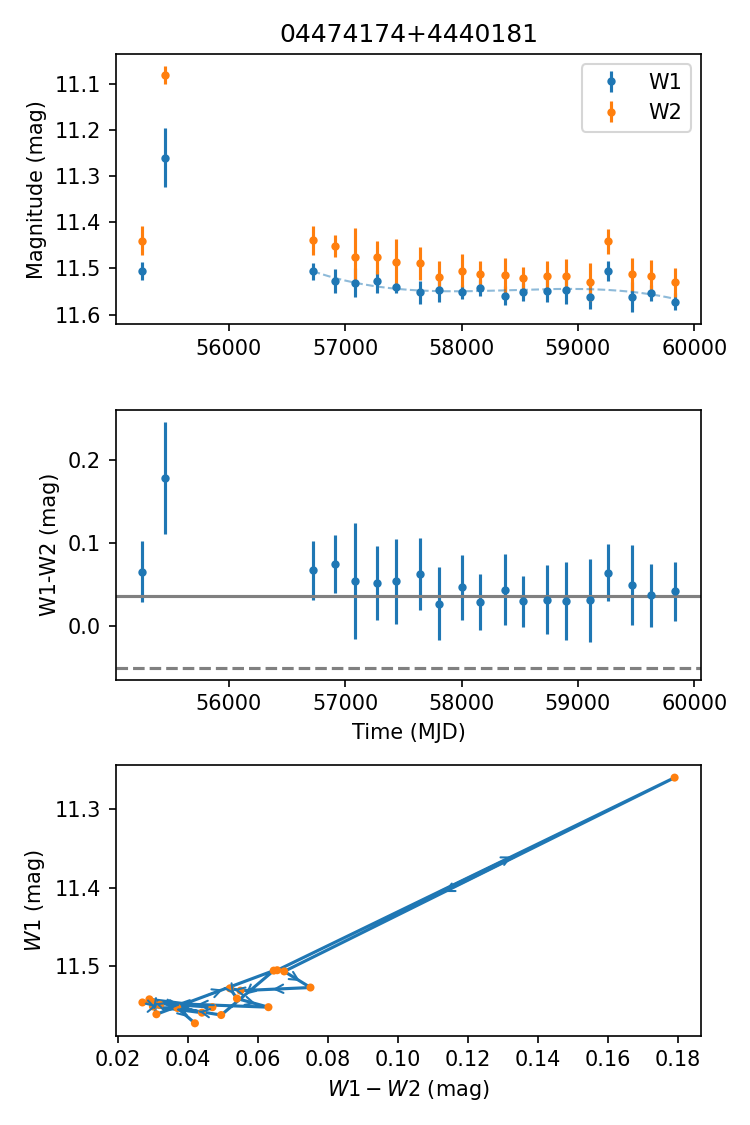 04474174+4440181
Magnitude (mag)
11.1
11.2
11.3
11.4
11.5
11.6
W1
W2
56000 57000 58000 59000 60000
W1-W2 (mag)
0.2
0.1
0.0
56000 57000 58000 59000 60000
Time (MJD)
W1 (mag)
11.3
11.4
11.5
0.02 0.04 0.06 0.08 0.10 0.12 0.14 0.16 0.18
W1 − W2 (mag)